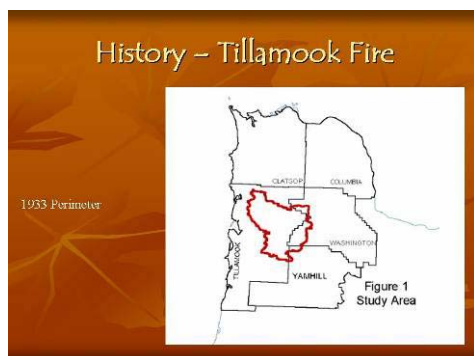 History – Tillamook Fire
1933 Perimeter
CLATSOP
COLUMBIA
WASHINGTON
TILLAMOOK
YAMHILL
Figure 1
Study Area